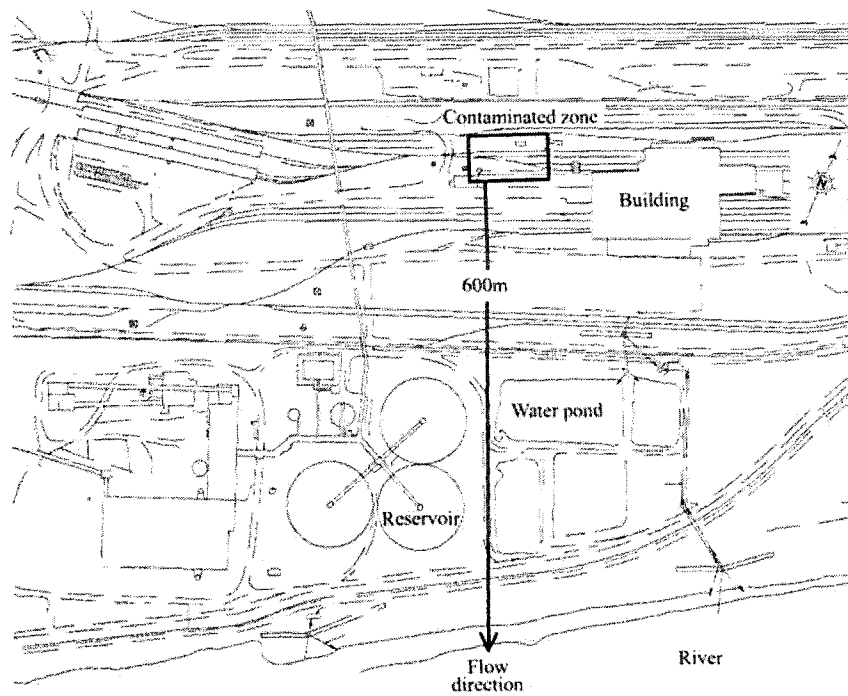 Contaminated zone
Building
N
600m
Water pond
Reservoir
River
Flow
direction